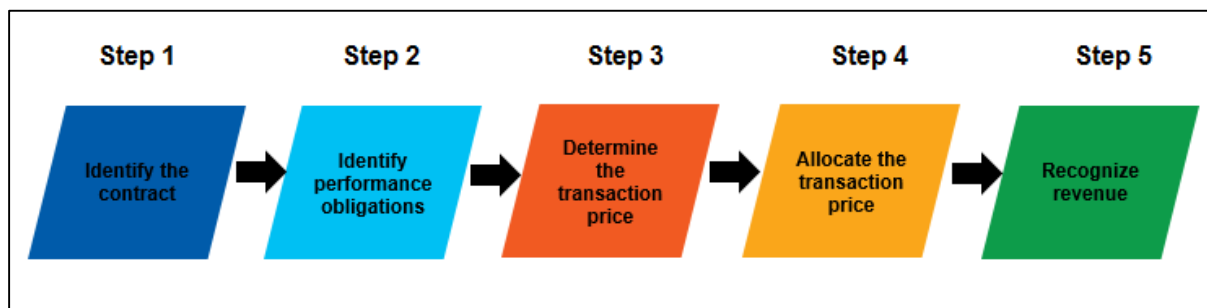 Step 1
Step 2
Step 3
Step 4
Step 5
Identify the
contract
Identify
performance
obligations
Determine
the
transaction
price
Allocate the
transaction
price
Recognize
revenue